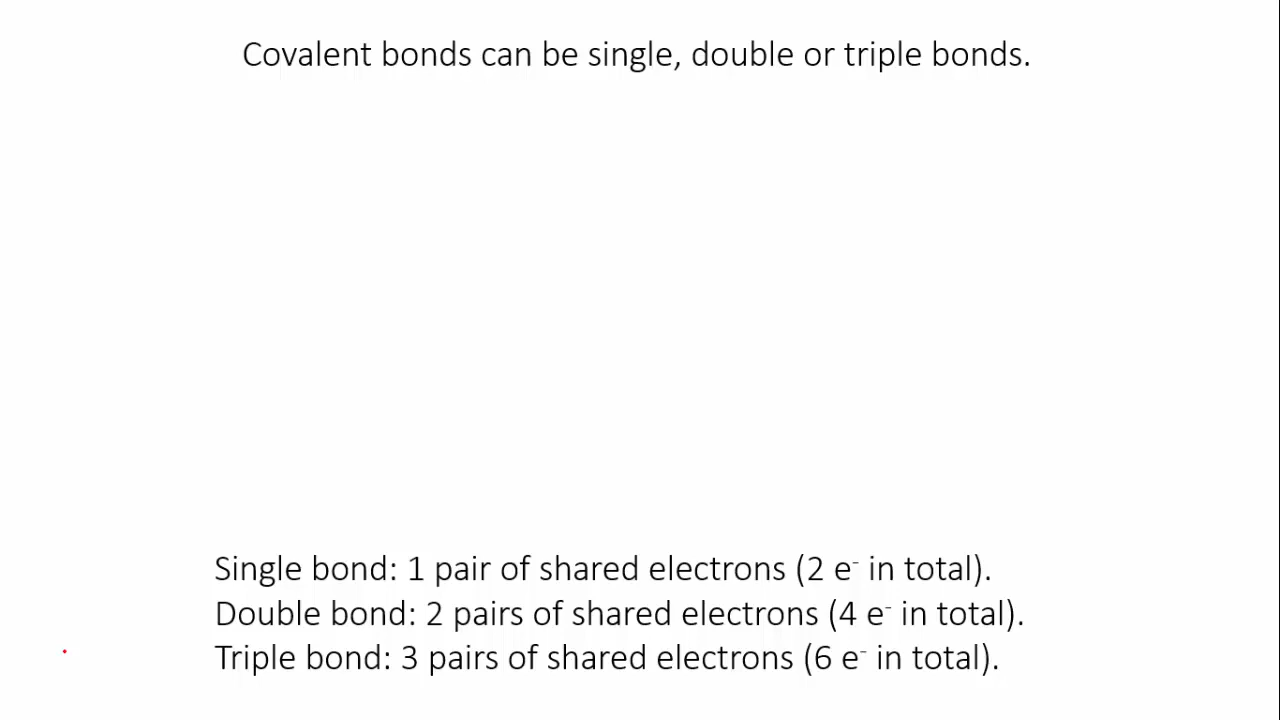 Covalent bonds can be single, double or triple bonds.
Single bond: 1 pair of shared electrons (2 e⁻ in total).
Double bond: 2 pairs of shared electrons (4 e⁻ in total).
Triple bond: 3 pairs of shared electrons (6 e⁻ in total).